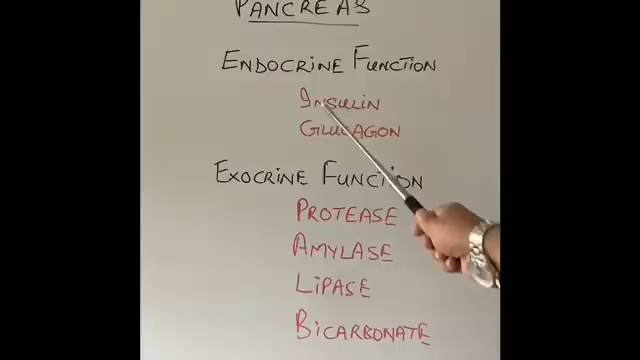 PANCREAS
ENDOCRINE FUNCTION
INSULIN
GLUCAGON
EXOCRINE FUNCTION
PROTEASE
AMYLASE
LIPASE
BICARBONATE